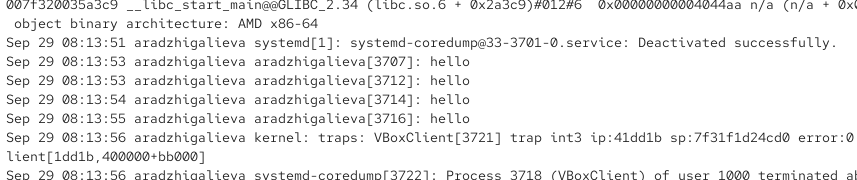 007f320035a3c9 __libc_start_main@@GLIBC_2.34 (libc.so.6 + 0x2a3c9)#012#6  0x00000000004044aa n/a (n/a + 0x0
 object binary architecture: AMD x86-64
Sep 29 08:13:51 aradzhigalieva systemd[1]: systemd-coredump@33-3701-0.service: Deactivated successfully.
Sep 29 08:13:53 aradzhigalieva aradzhigalieva[3707]: hello
Sep 29 08:13:53 aradzhigalieva aradzhigalieva[3712]: hello
Sep 29 08:13:54 aradzhigalieva aradzhigalieva[3714]: hello
Sep 29 08:13:55 aradzhigalieva aradzhigalieva[3716]: hello
Sep 29 08:13:56 aradzhigalieva kernel: traps: VBoxClient[3721] trap int3 ip:41dd1b sp:7f31f1d24cd0 error:0
lient[1dd1b,400000+bb000]
Sep 29 08:13:56 aradzhigalieva systemd-coredump[3722]: Process 3718 (VBoxClient) of user 1000 terminated ab